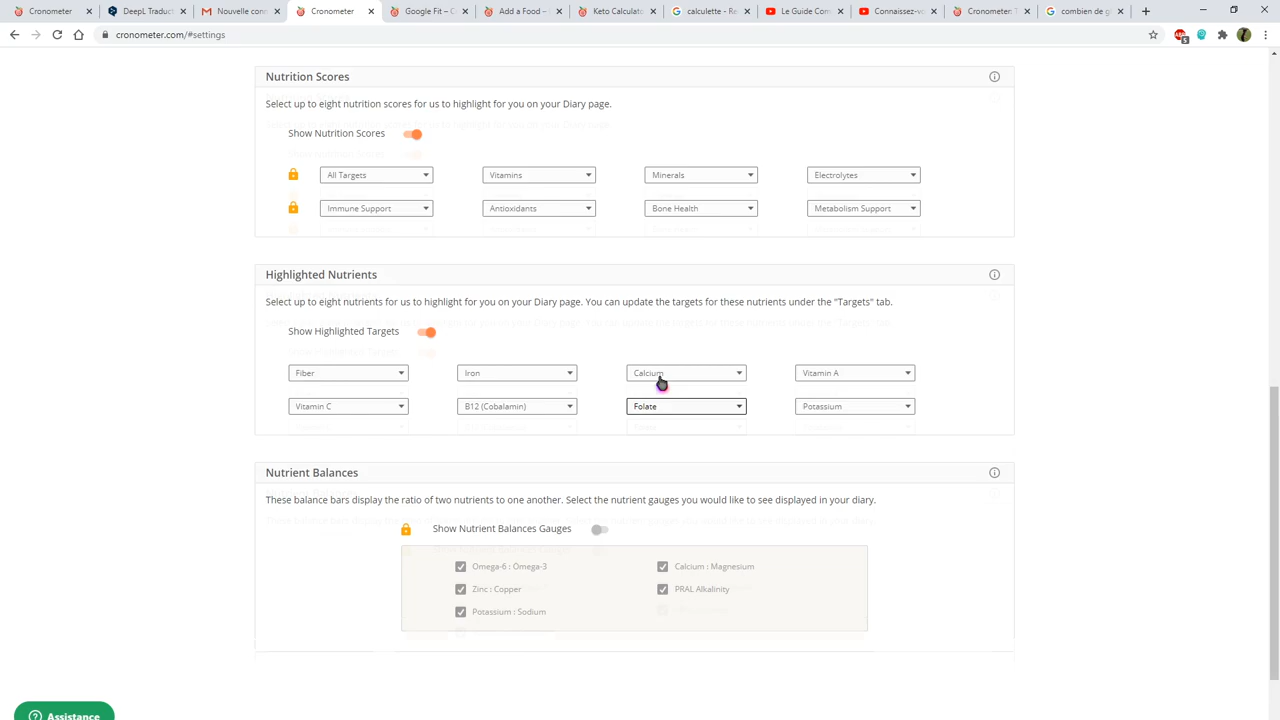 Cronometer
DeepL Traduct
Nouvelle conn
Cronometer
Google Fit – C
Add a Food –
Keto Calculato
calculette - Re
Le Guide Com
Connaissez-vo
Cronometer: T
combien de g
cronometer.com/#settings
Nutrition Scores
Select up to eight nutrition scores for us to highlight for you on your Diary page.
Show Nutrition Scores
All Targets Vitamins Minerals Electrolytes
Immune Support Antioxidants Bone Health Metabolism Support
Highlighted Nutrients
Select up to eight nutrients for us to highlight for you on your Diary page. You can update the targets for these nutrients under the "Targets" tab.
Show Highlighted Targets
Fiber Iron Calcium Vitamin A
Vitamin C B12 (Cobalamin) Folate Potassium
Nutrient Balances
These balance bars display the ratio of two nutrients to one another. Select the nutrient gauges you would like to see displayed in your diary.
Show Nutrient Balances Gauges
Omega-6 : Omega-3 Calcium : Magnesium
Zinc : Copper PRAL Alkalinity
Potassium : Sodium
Assistance